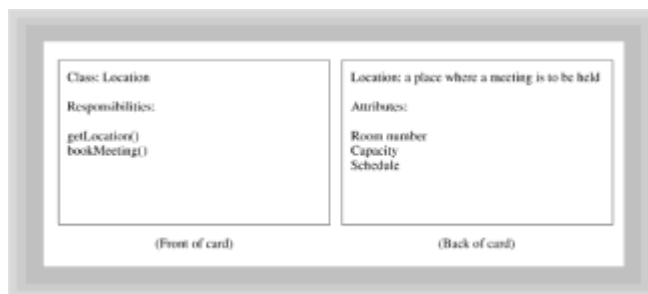 Class: Location
Responsibilities:
getLocation()
bookMeeting()
(Front of card)
Location: a place where a meeting is to be held
Attributes:
Room number
Capacity
Schedule
(Back of card)